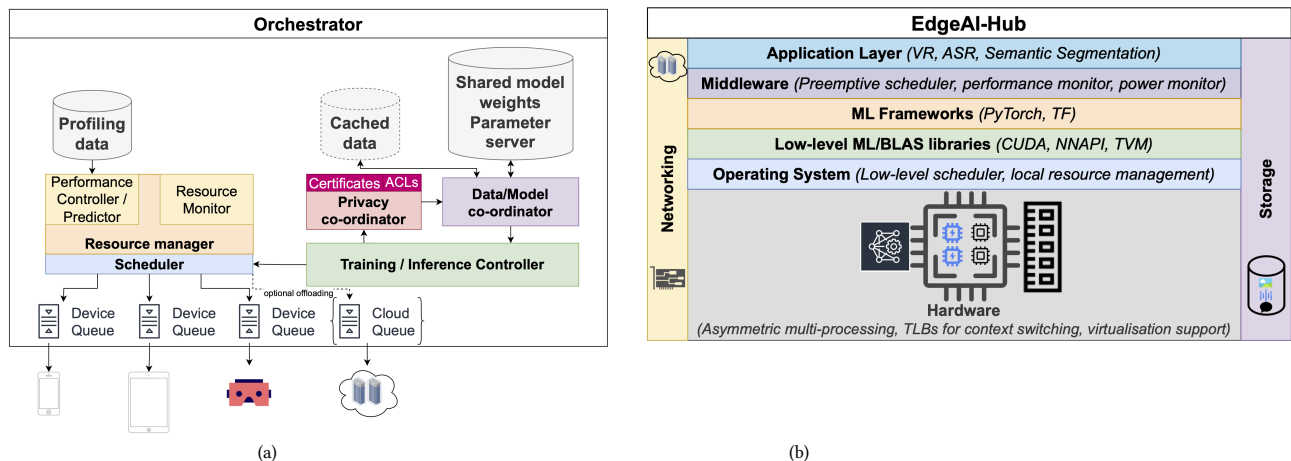 Orchestrator
Profiling
data
Cached
data
Shared model
weights
Parameter
server
Performance
Controller /
Predictor
Resource
Monitor
Resource manager
Scheduler
Certificates ACLs
Privacy
co-ordinator
Data/Model
co-ordinator
Training / Inference Controller
optional offloading
Device
Queue
Device
Queue
Device
Queue
Cloud
Queue
(a)
EdgeAI-Hub
Networking
Application Layer (VR, ASR, Semantic Segmentation)
Middleware (Preemptive scheduler, performance monitor, power monitor)
ML Frameworks (PyTorch, TF)
Low-level ML/BLAS libraries (CUDA, NNAPI, TVM)
Operating System (Low-level scheduler, local resource management)
Hardware
(Asymmetric multi-processing, TLBs for context switching, virtualisation support)
Storage
(b)